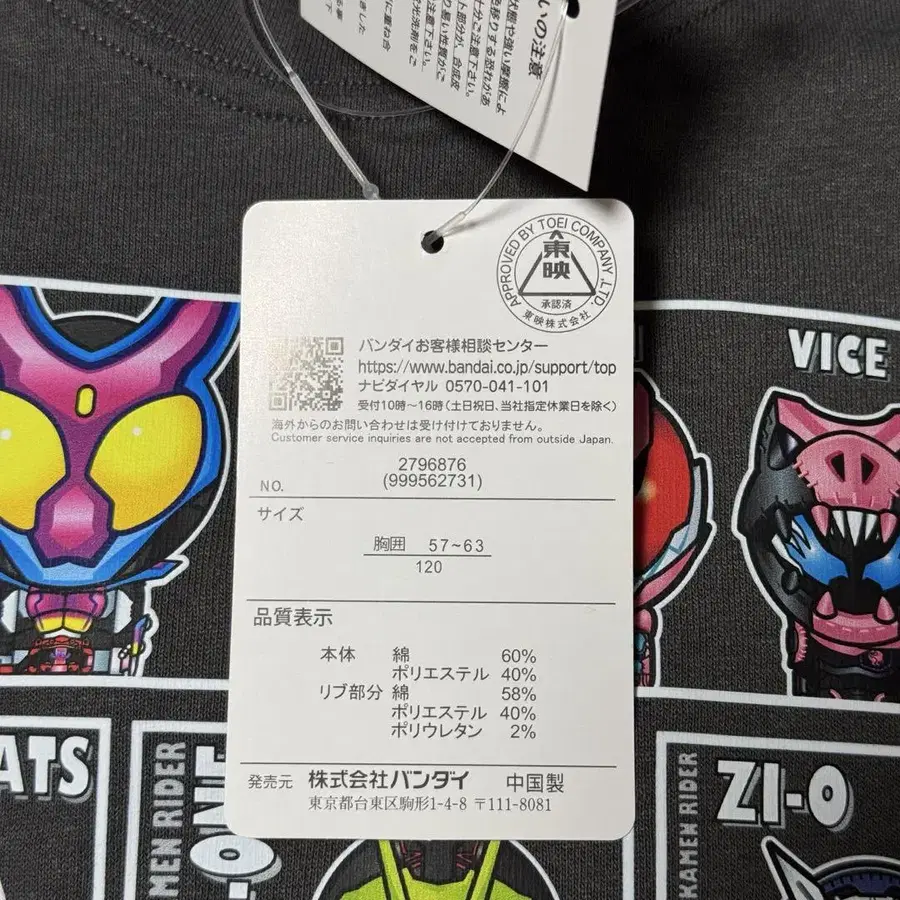 いの注意
APPROVED BY TOEI COMPANY, LTD.
東映
承認済
東映株式会社
バンダイお客様相談センター
https://www.bandai.co.jp/support/top
ナビダイヤル 0570-041-101
受付10時～16時(土日祝日、当社指定休業日を除く)
海外からのお問い合わせは受け付けておりません。
Customer service inquiries are not accepted from outside Japan.
2796876
NO. (999562731)
サイズ
胸囲 57~63
120
品質表示
本体 綿 60%
ポリエステル 40%
リブ部分 綿 58%
ポリエステル 40%
ポリウレタン 2%
発売元 株式会社バンダイ 中国製
東京都台東区駒形1-4-8 〒111-8081
VICE
ATS
MEN RIDER
-ONE
KAMEN RIDER
ZI-O